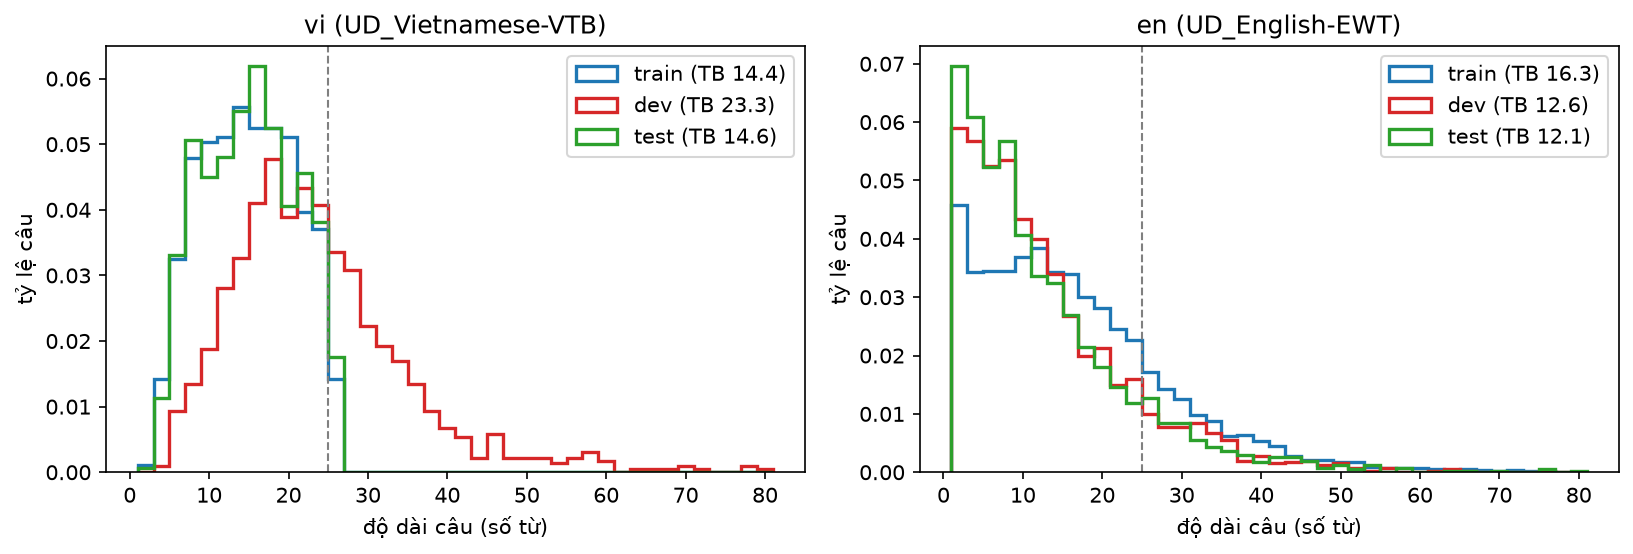 vi (UD_Vietnamese-VTB)
tỷ lệ câu
0.06
0.05
0.04
0.03
0.02
0.01
0.00
train (TB 14.4)
dev (TB 23.3)
test (TB 14.6)
0 10 20 30 40 50 60 70 80
độ dài câu (số từ)
en (UD_English-EWT)
tỷ lệ câu
0.07
0.06
0.05
0.04
0.03
0.02
0.01
0.00
train (TB 16.3)
dev (TB 12.6)
test (TB 12.1)
0 10 20 30 40 50 60 70 80
độ dài câu (số từ)